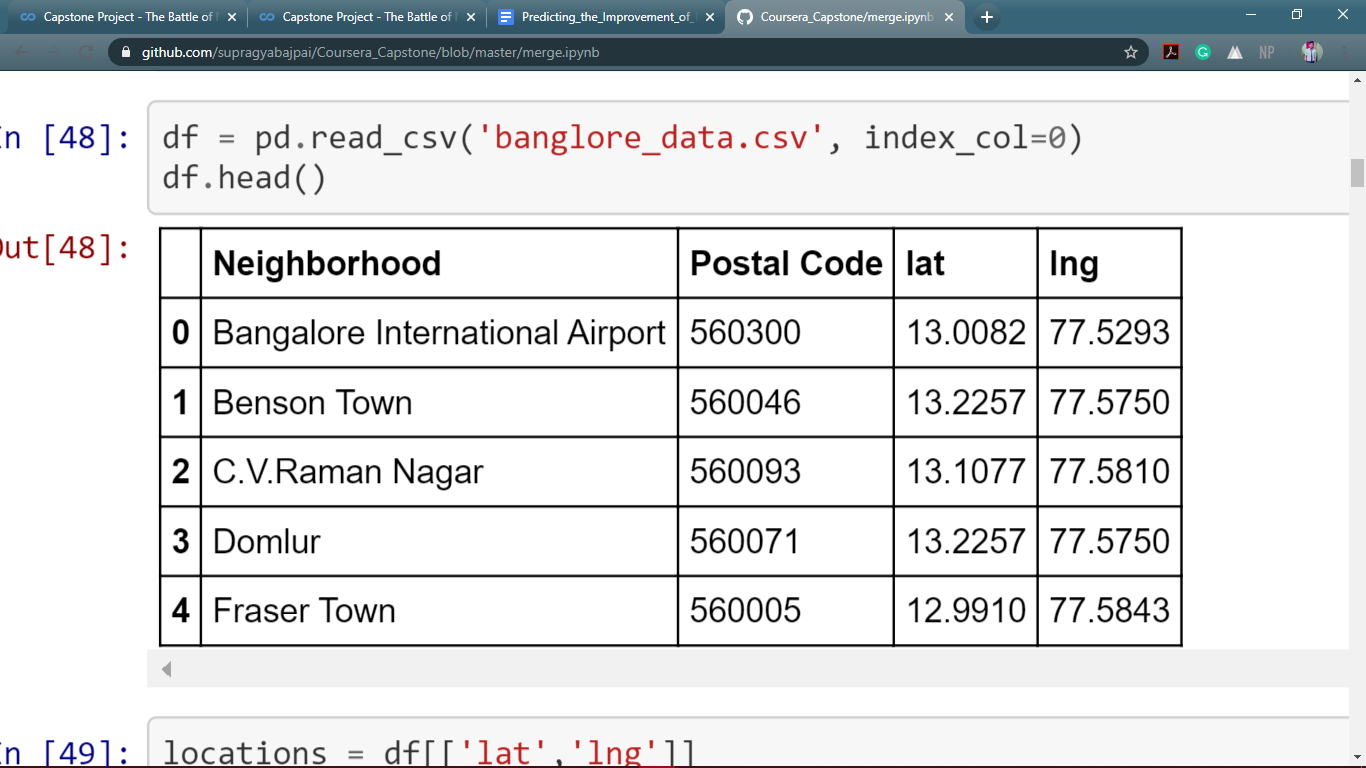 Capstone Project - The Battle of
Capstone Project - The Battle of
Predicting_the_Improvement_of_
Coursera_Capstone/merge.ipynb
github.com/supragyabajpai/Coursera_Capstone/blob/master/merge.ipynb
NP
n [48]:
df = pd.read_csv('banglore_data.csv', index_col=0)
df.head()
out[48]:
Neighborhood Postal Code lat lng
0 Bangalore International Airport 560300 13.0082 77.5293
1 Benson Town 560046 13.2257 77.5750
2 C.V.Raman Nagar 560093 13.1077 77.5810
3 Domlur 560071 13.2257 77.5750
4 Fraser Town 560005 12.9910 77.5843
n [49]:
locations = df[['lat','lng']]